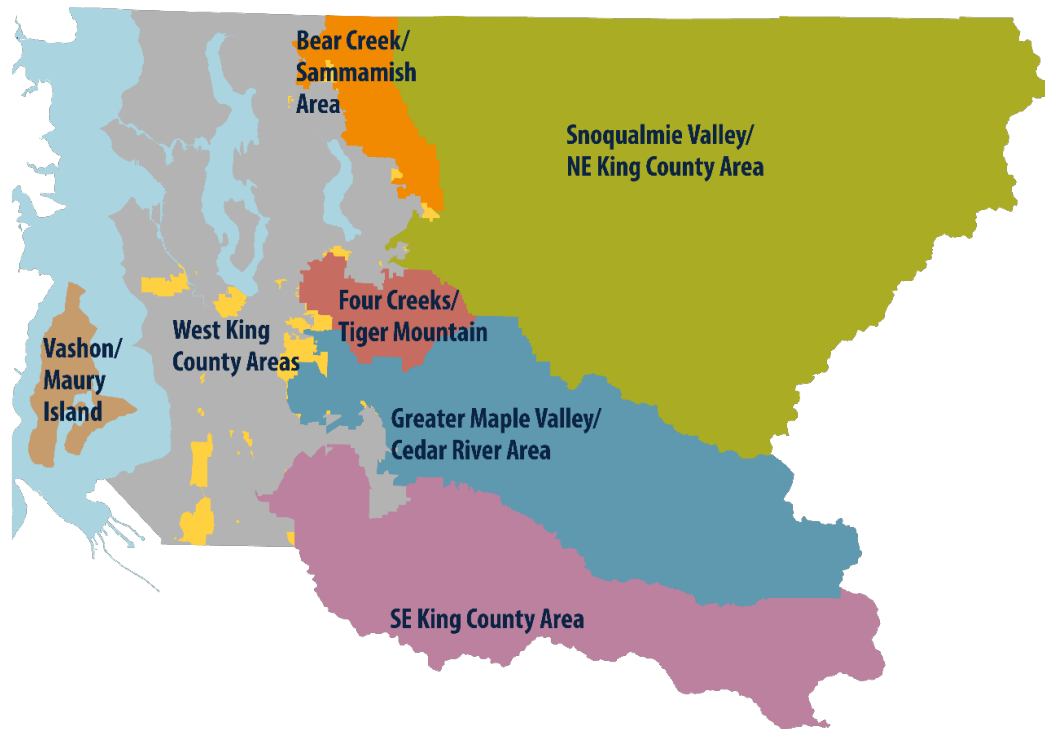 Bear Creek/
Sammamish
Area
Snoqualmie Valley/
NE King County Area
Four Creeks/
Tiger Mountain
West King
County Areas
Vashon/
Maury
Island
Greater Maple Valley/
Cedar River Area
SE King County Area